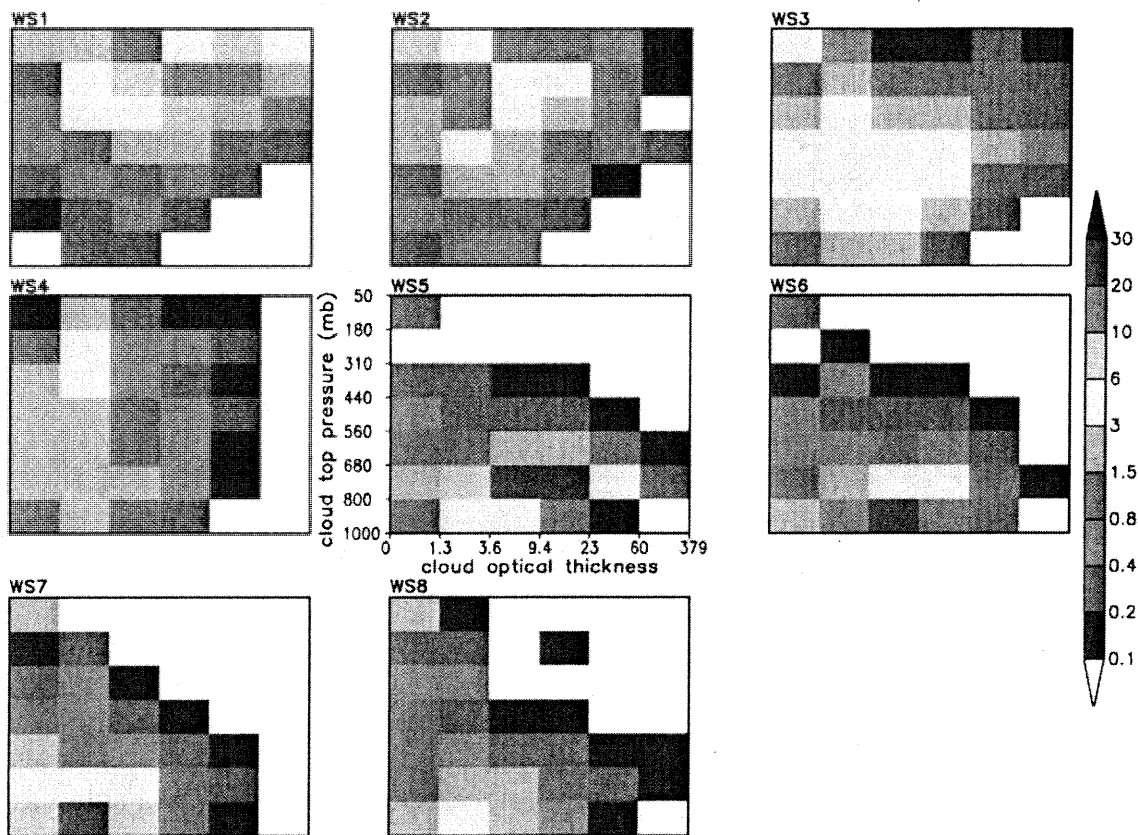 WS1
WS2
WS3
WS4
WS5
WS6
cloud top pressure (mb)
50
180
310
440
560
680
800
1000
0 1.3 3.6 9.4 23 60 379
cloud optical thickness
30
20
10
6
3
1.5
0.8
0.4
0.2
0.1
WS7
WS8